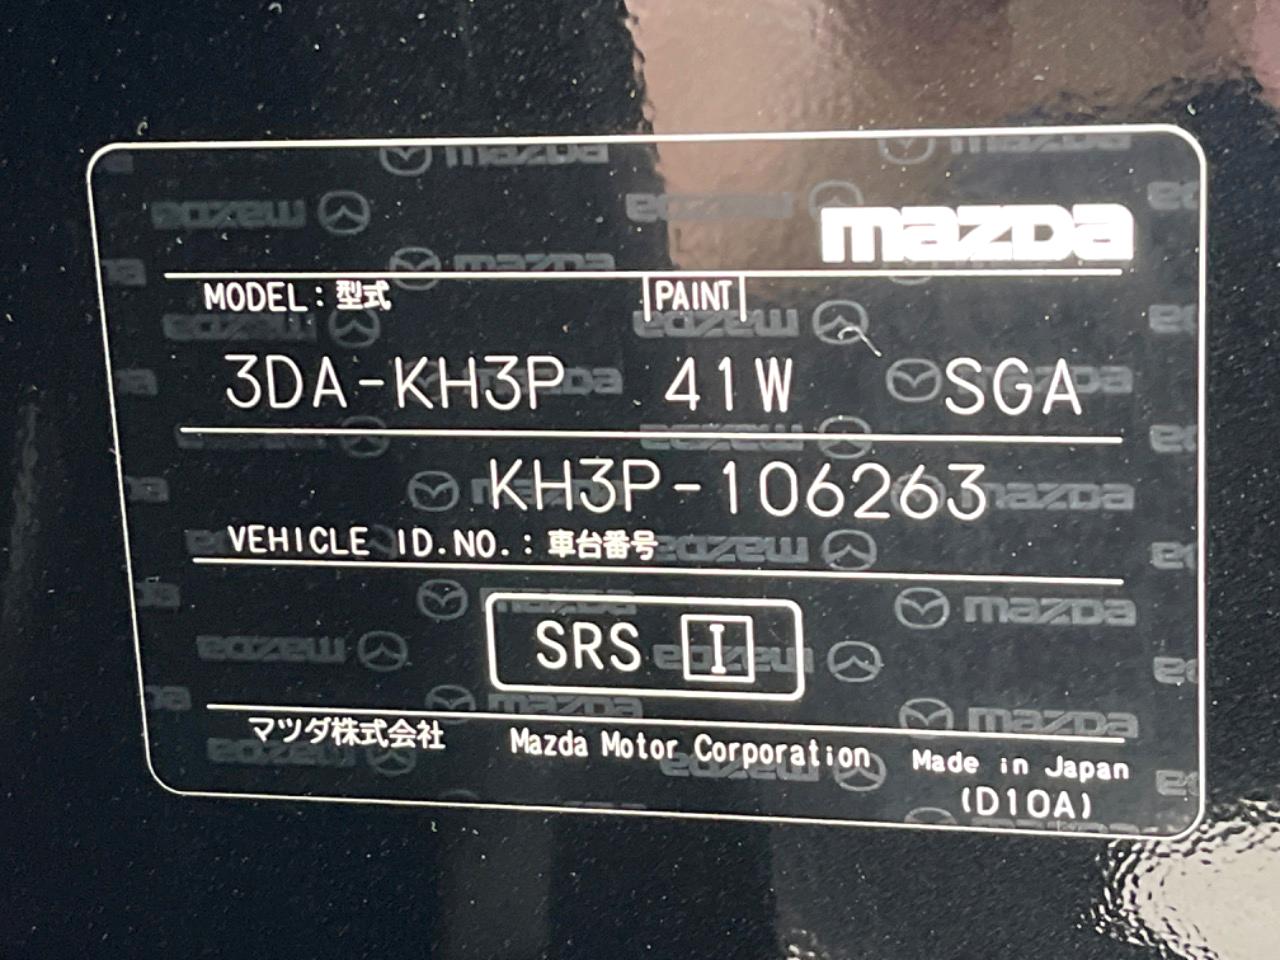 mazda
MODEL：型式 PAINT
3DA-KH3P 41W SGA
KH3P-106263
VEHICLE ID.NO.：車台番号
SRS I
マツダ株式会社 Mazda Motor Corporation Made in Japan
(D10A)